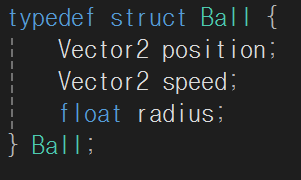 typedef struct Ball {
Vector2 position;
Vector2 speed;
float radius;
} Ball;